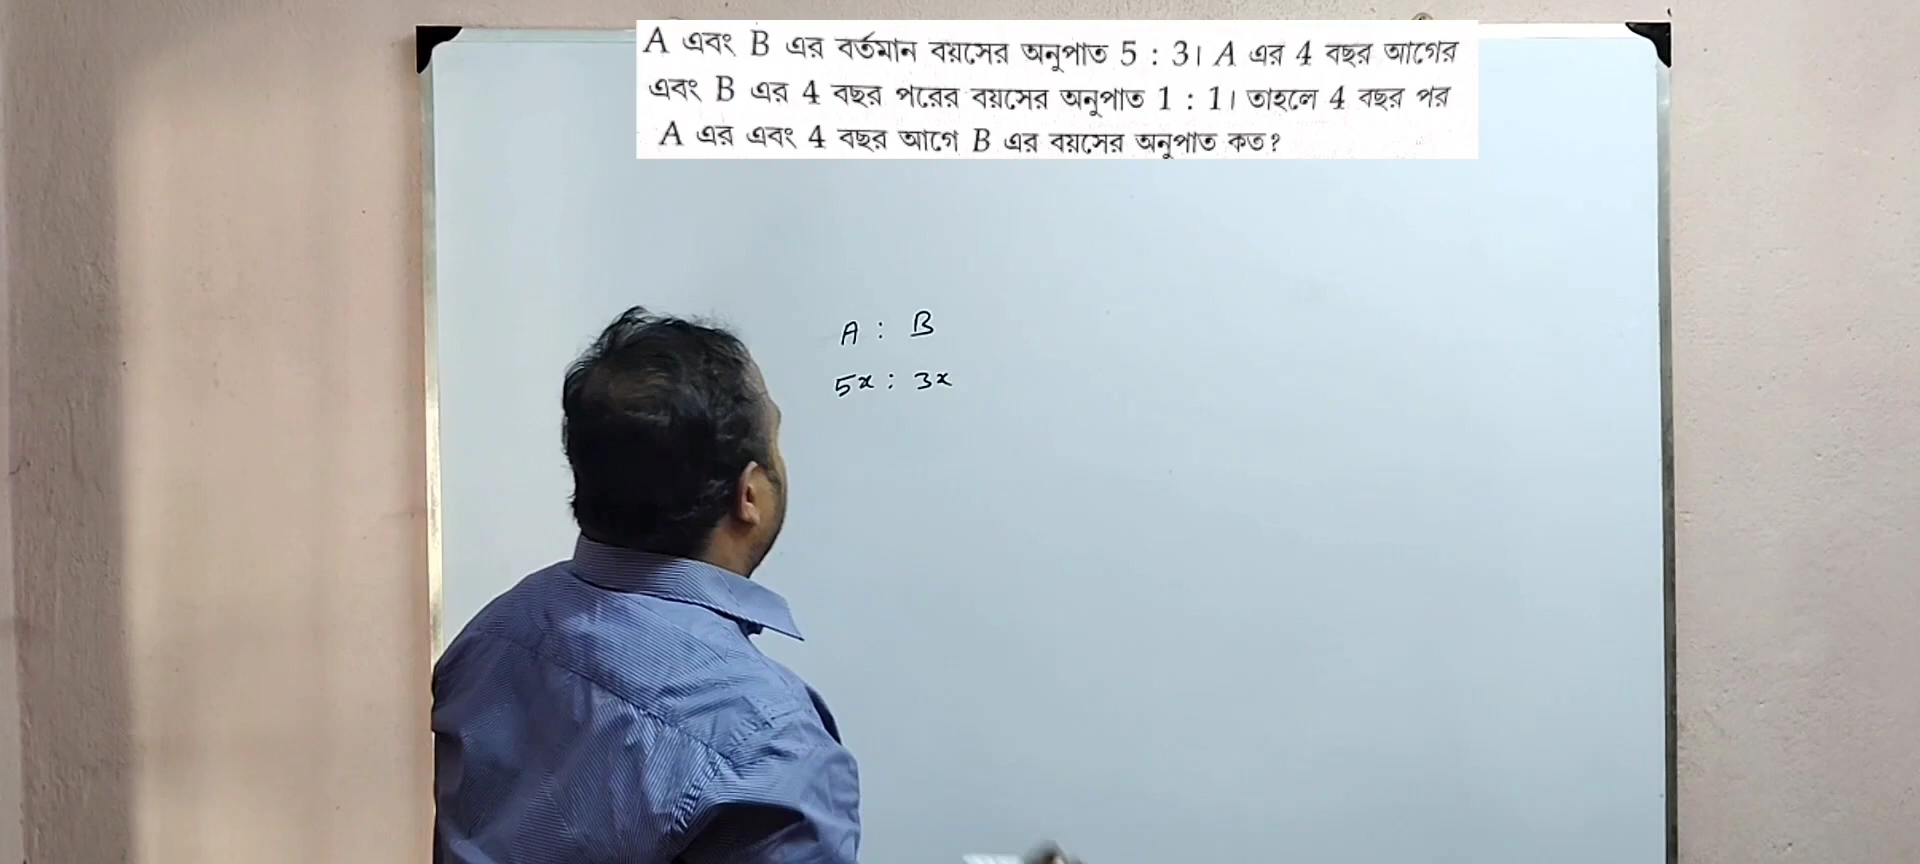 A এবং B এর বর্তমান বয়সের অনুপাত 5 : 3। A এর 4 বছর আগের
এবং B এর 4 বছর পরের বয়সের অনুপাত 1 : 1। তাহলে 4 বছর পর
A এর এবং 4 বছর আগে B এর বয়সের অনুপাত কত?
A : B
5x : 3x